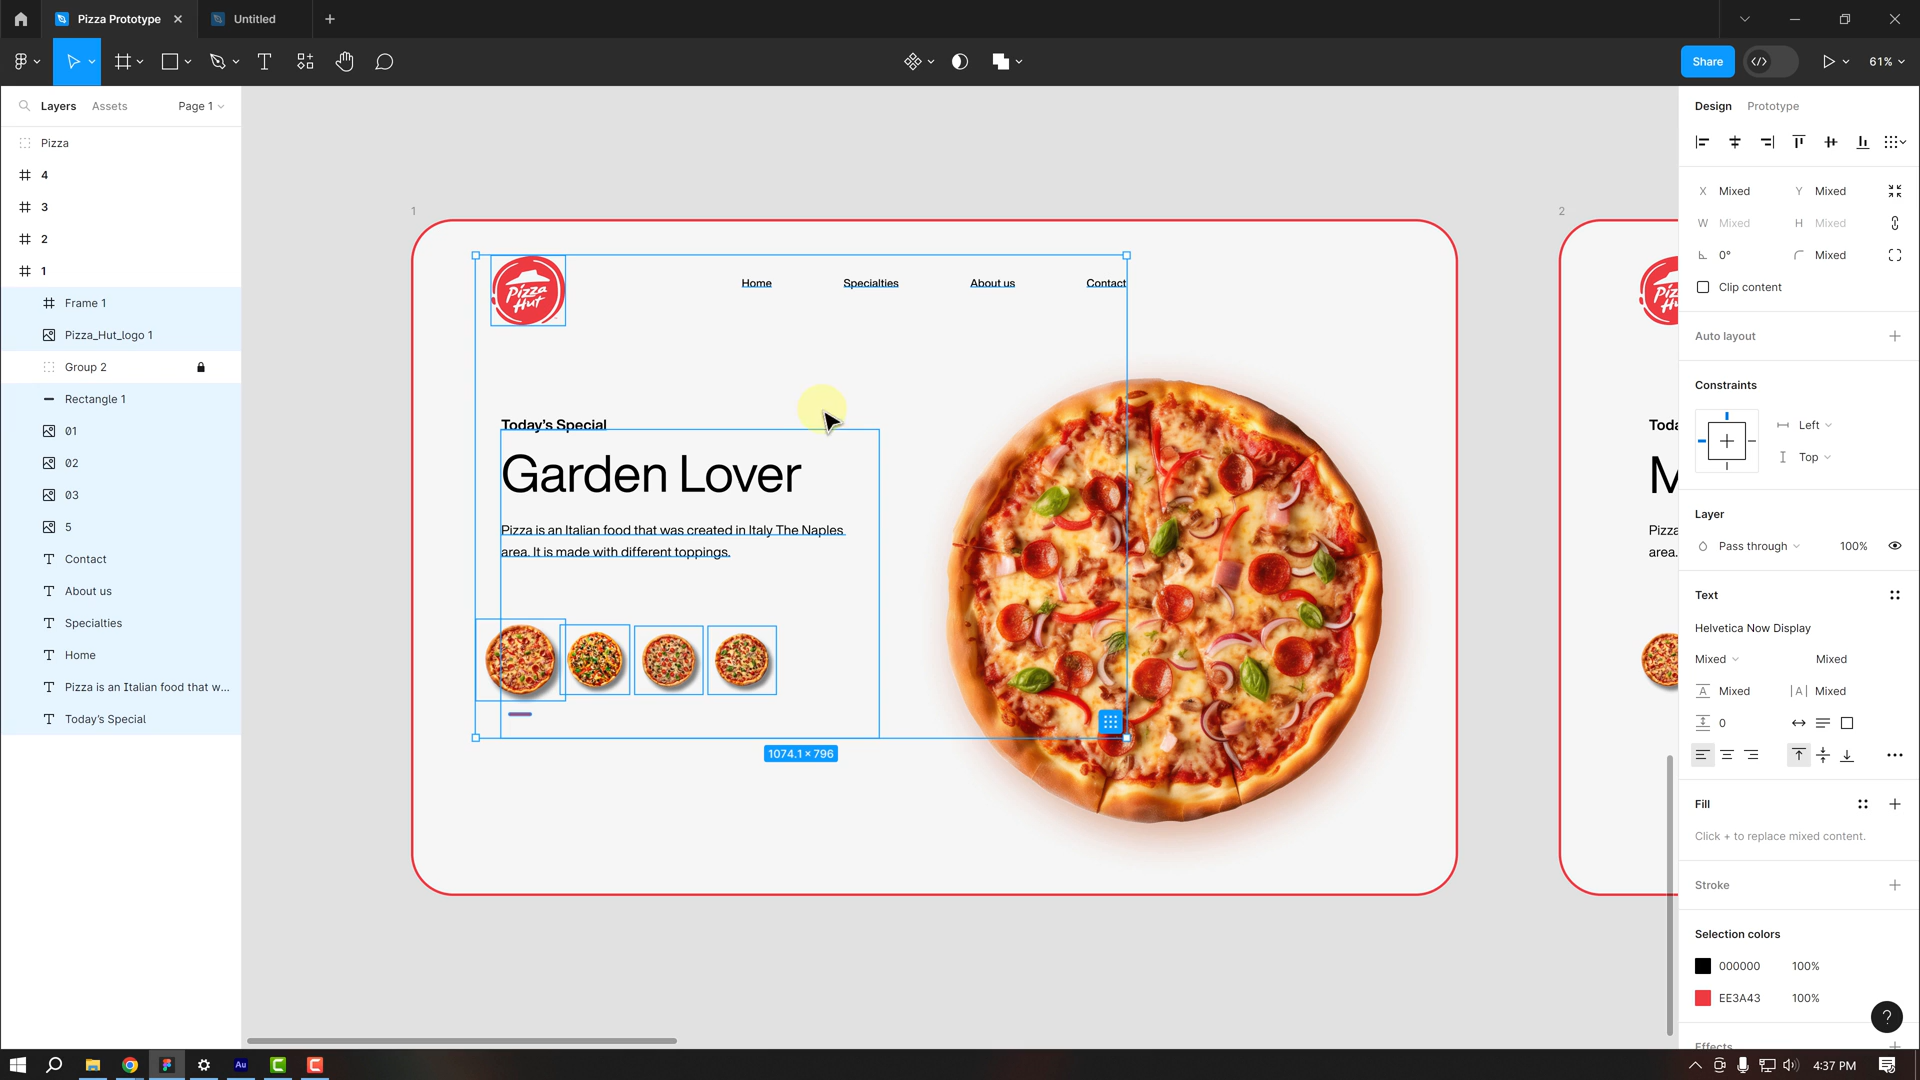 Pizza Prototype
Untitled
Share
61%
Layers
Assets
Page 1
Pizza
4
3
2
1
Frame 1
Pizza_Hut_logo 1
Group 2
Rectangle 1
01
02
03
5
Contact
About us
Specialties
Home
Pizza is an Italian food that w...
Today's Special
1
Pizza
Hut
Home
Specialties
About us
Contact
Today's Special
Garden Lover
Pizza is an Italian food that was created in Italy The Naples
area. It is made with different toppings.
1074.1 × 796
2
Toda
M
Pizza
area.
Design
Prototype
X Mixed
Y Mixed
W Mixed
H Mixed
0°
Mixed
Clip content
Auto layout
Constraints
Left
Top
Layer
Pass through
100%
Text
Helvetica Now Display
Mixed
Mixed
A Mixed
|A| Mixed
0
Fill
Click + to replace mixed content.
Stroke
Selection colors
000000
100%
EE3A43
100%
Effects
?
Au
4:37 PM